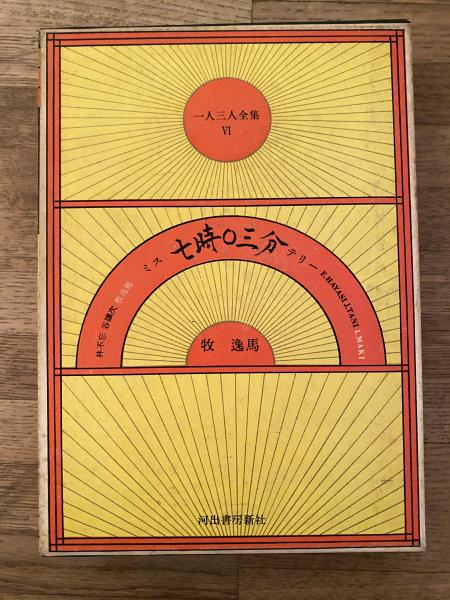 一人三人全集
VI
ミステリー
七時〇三分
林不忘 谷譲次 牧逸馬
F.HAYASI J.TANI I.MAKI
牧逸馬
河出書房新社